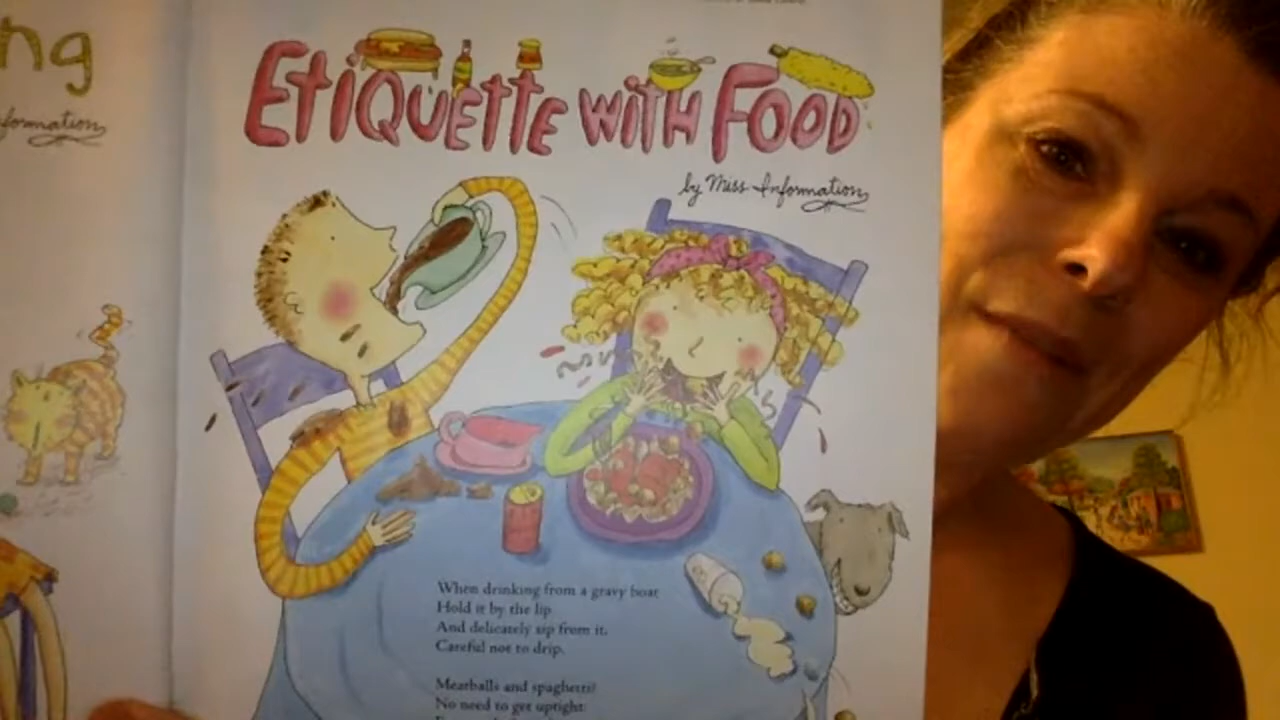 ng
formation
ETIQUETTE WITH FOOD
by Miss Information
When drinking from a gravy boat
Hold it by the lip
And delicately sip from it.
Careful not to drip.
Meatballs and spaghetti?
No need to get uptight: